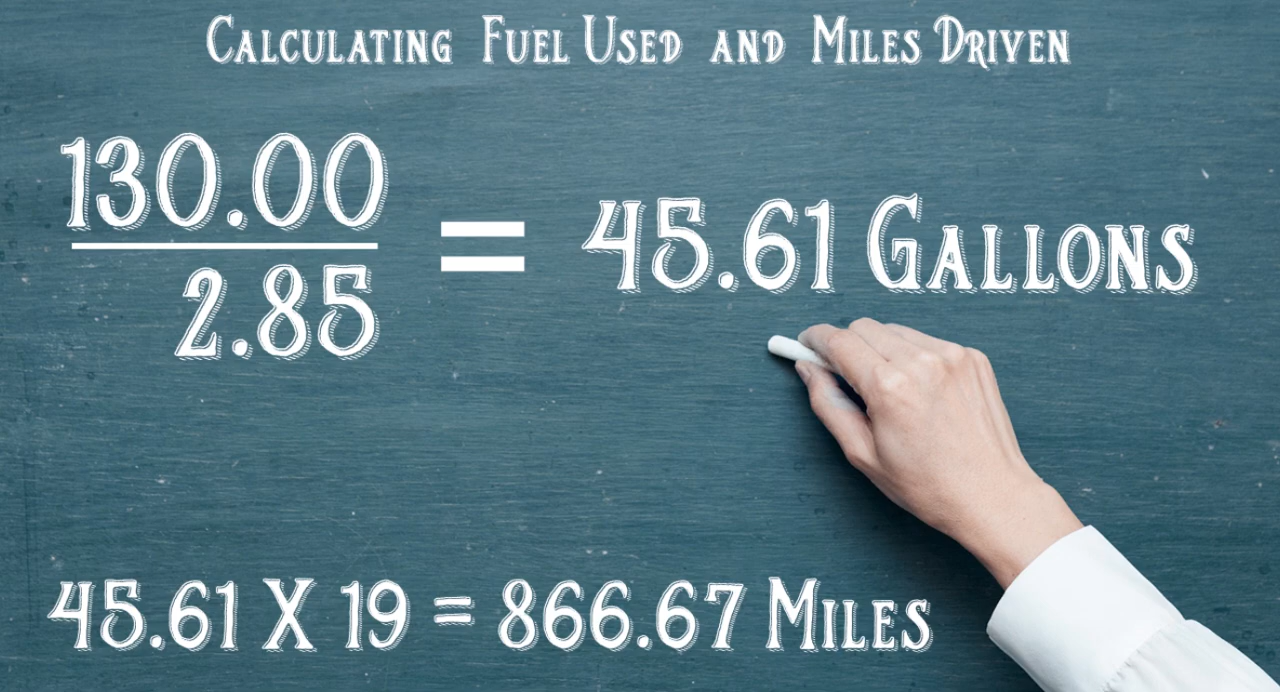 Calculating Fuel Used and Miles Driven
130.00
2.85
= 45.61 Gallons
45.61 X 19 = 866.67 Miles